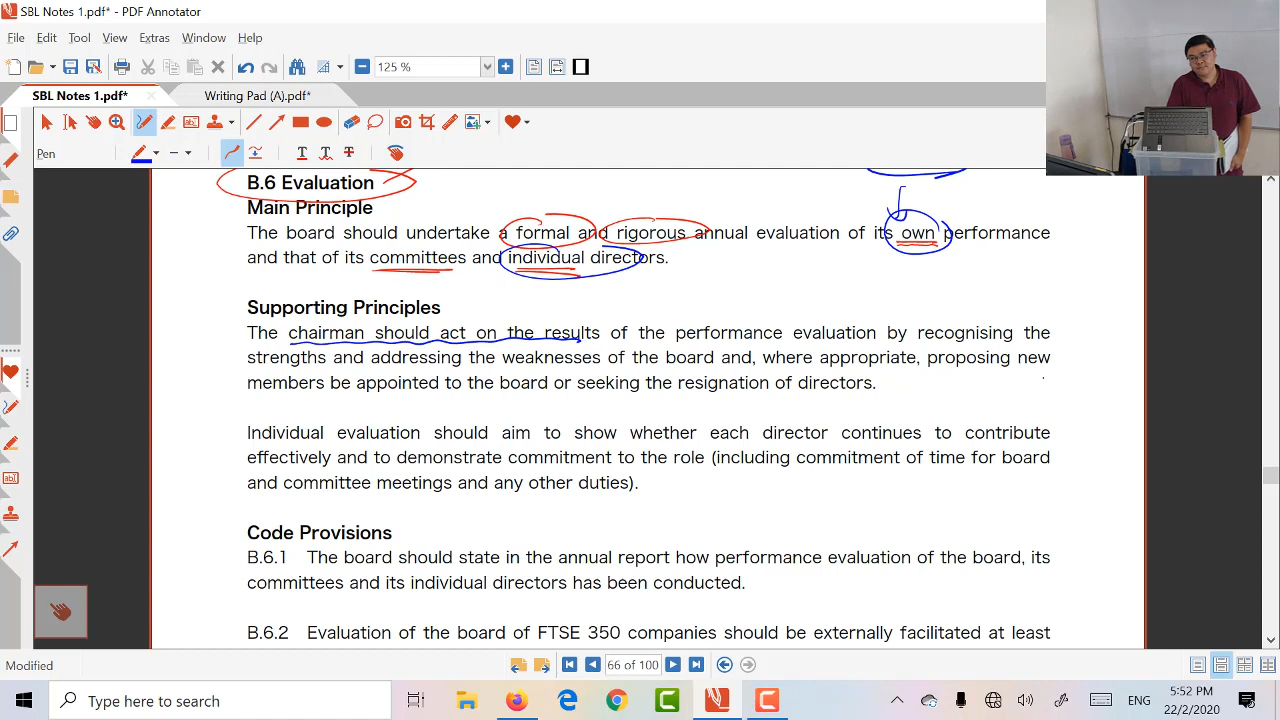 SBL Notes 1.pdf* - PDF Annotator
File Edit Tool View Extras Window Help
125 %
SBL Notes 1.pdf* Writing Pad (A).pdf*
Pen
B.6 Evaluation
Main Principle
The board should undertake a formal and rigorous annual evaluation of its own performance
and that of its committees and individual directors.
Supporting Principles
The chairman should act on the results of the performance evaluation by recognising the
strengths and addressing the weaknesses of the board and, where appropriate, proposing new
members be appointed to the board or seeking the resignation of directors.
Individual evaluation should aim to show whether each director continues to contribute
effectively and to demonstrate commitment to the role (including commitment of time for board
and committee meetings and any other duties).
Code Provisions
B.6.1 The board should state in the annual report how performance evaluation of the board, its
committees and its individual directors has been conducted.
B.6.2 Evaluation of the board of FTSE 350 companies should be externally facilitated at least
Modified
66 of 100
Type here to search
ENG
5:52 PM
22/2/2020